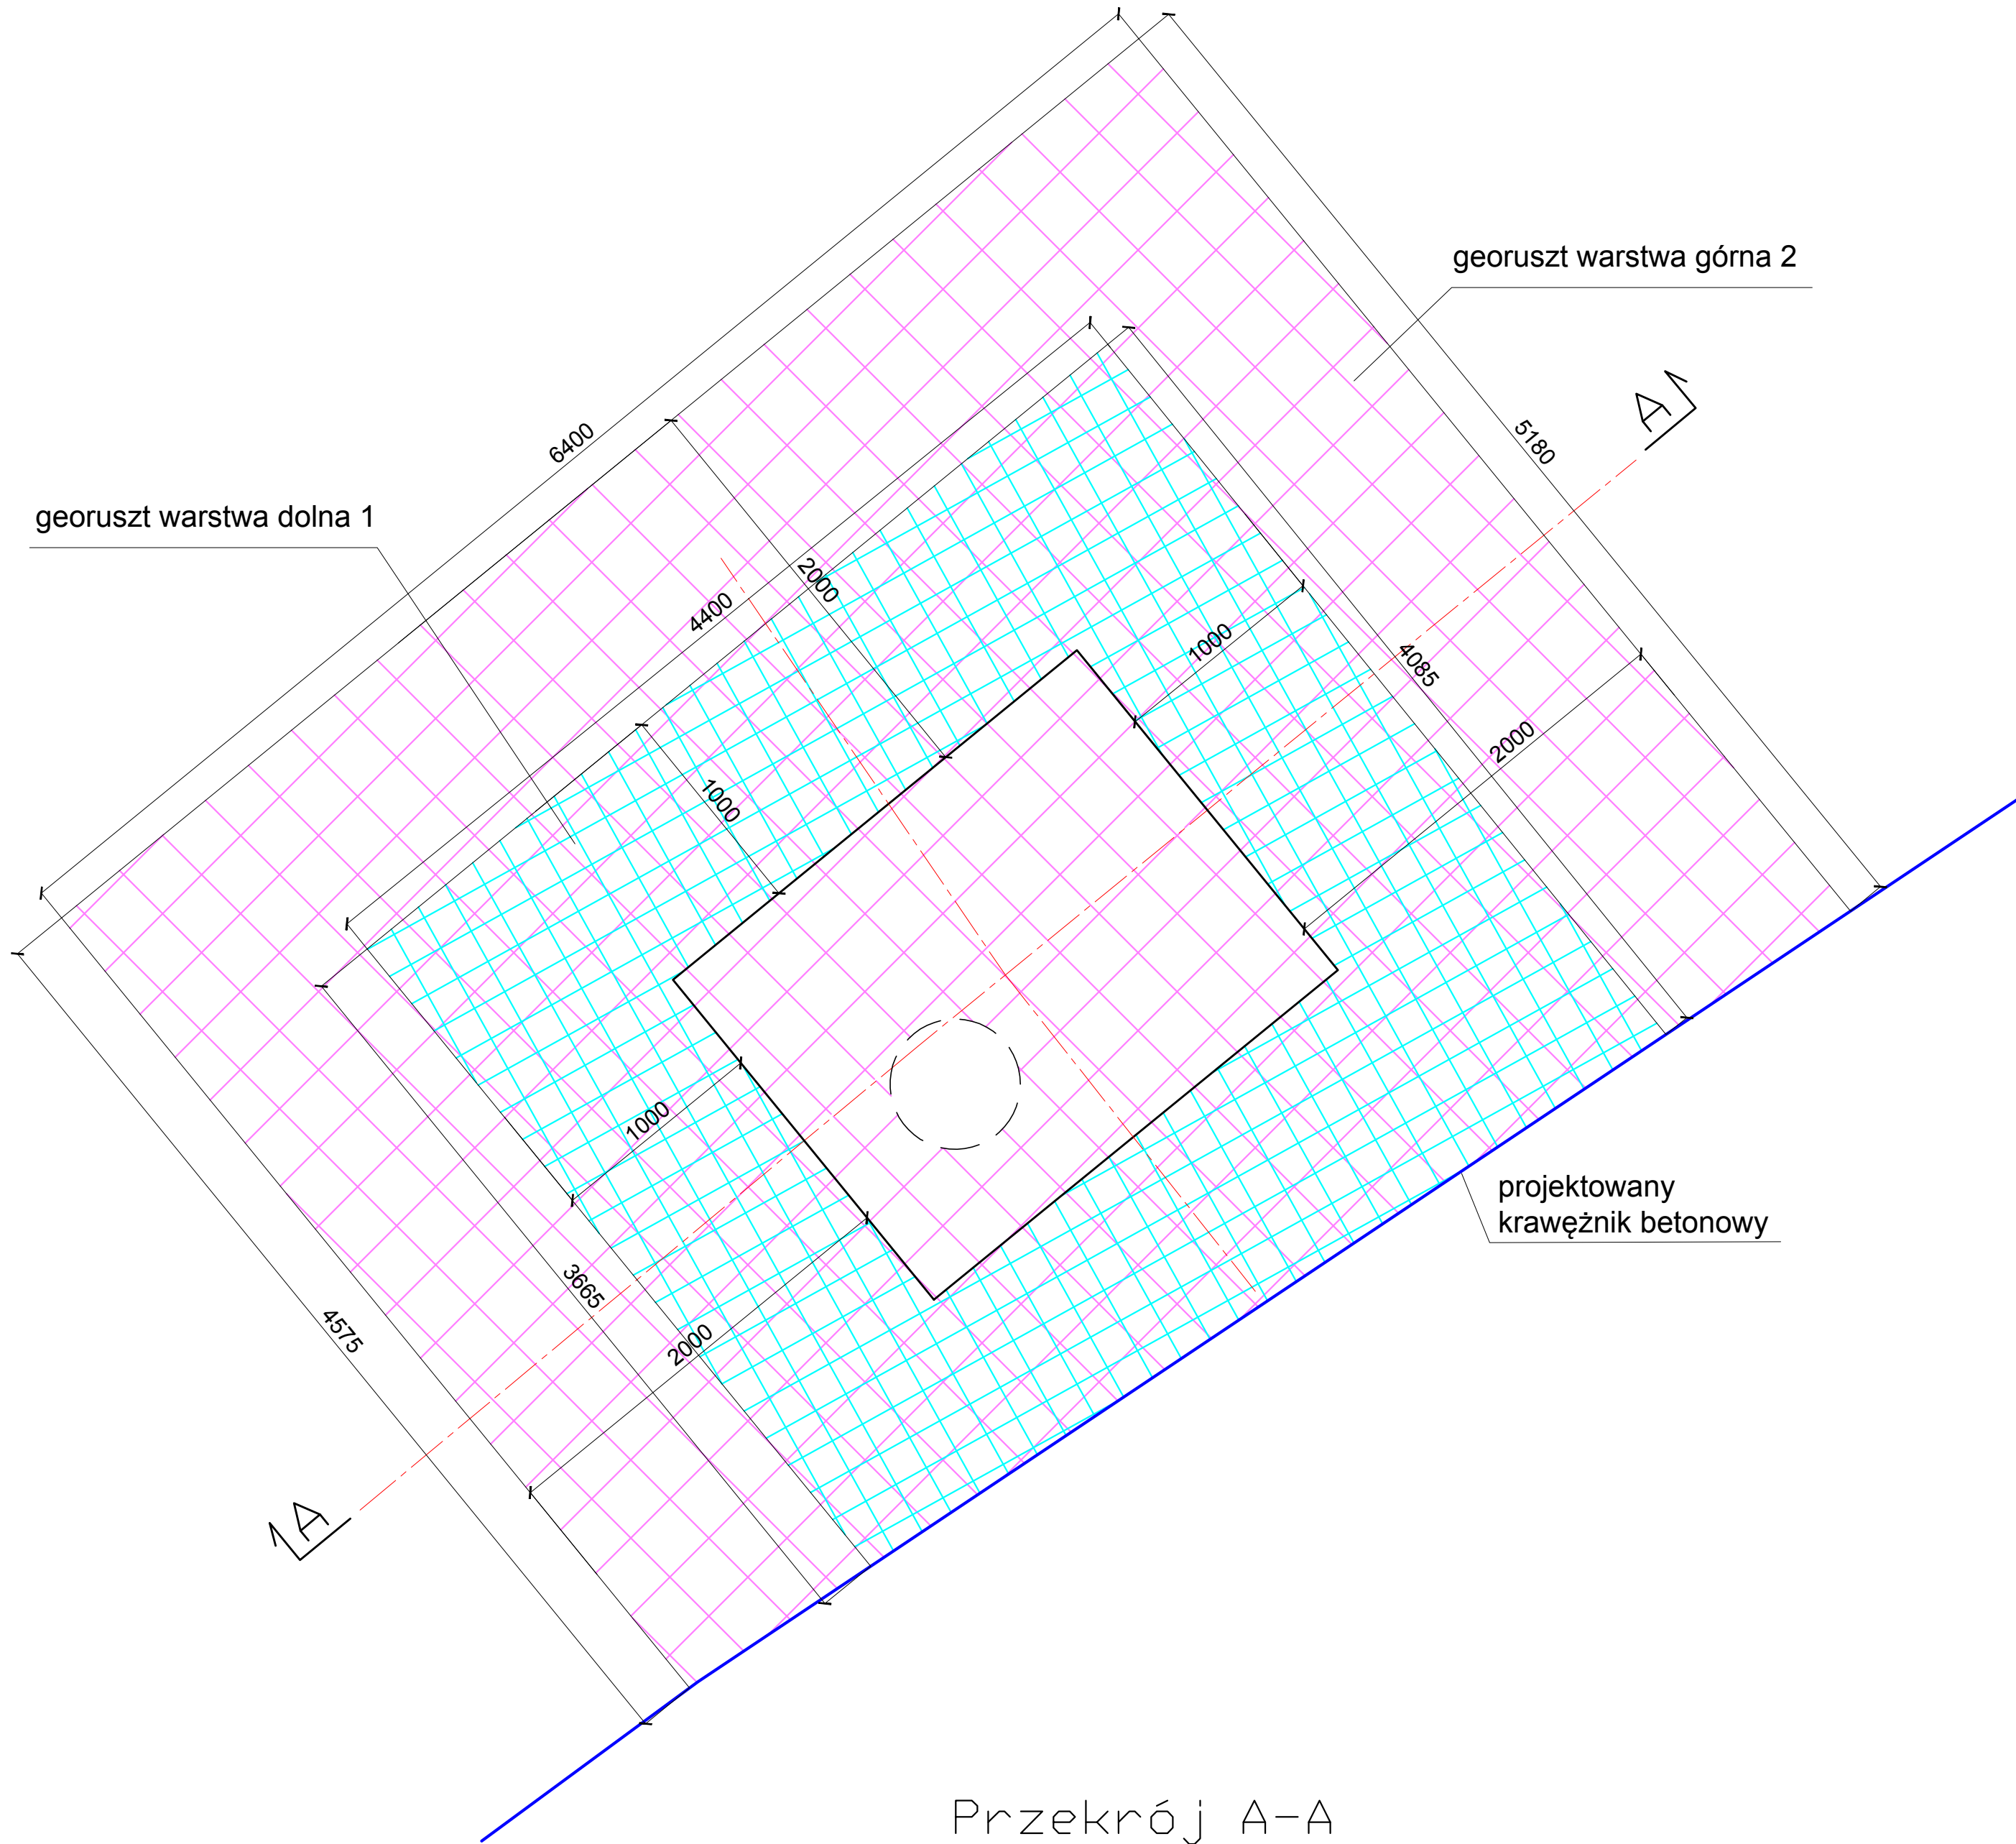 georuszt warstwa górna 2
6400
5180
A
georuszt warstwa dolna 1
2000
4400
1000
4085
2000
1000
1000
projektowany
krawężnik betonowy
3665
4575
2000
A
Przekrój A-A